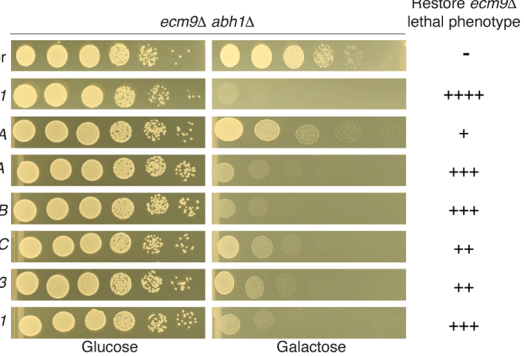 Restore ecm9Δ
ecm9Δ abh1Δ
lethal phenotype
r
-
1
++++
A
+
A
+++
B
+++
C
++
3
++
1
+++
Glucose Galactose